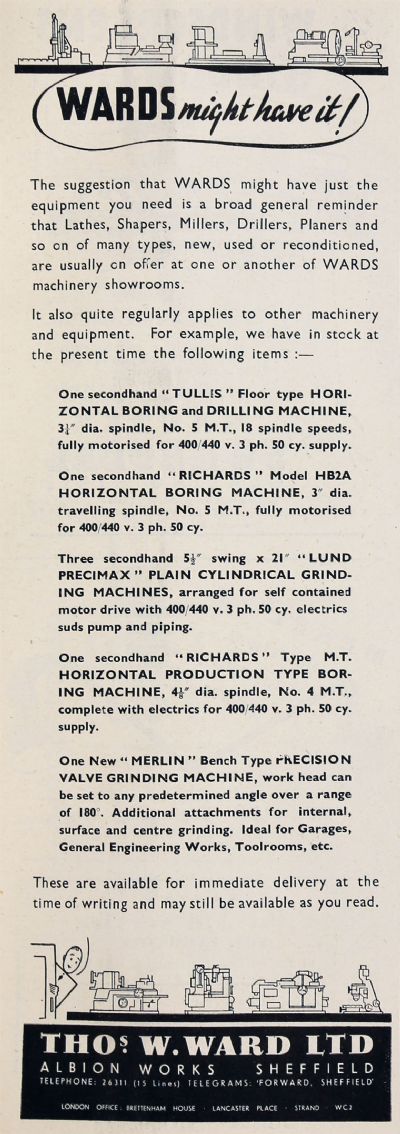 WARDS might have it!
The suggestion that WARDS might have just the
equipment you need is a broad general reminder
that Lathes, Shapers, Millers, Drillers, Planers and
so on of many types, new, used or reconditioned,
are usually on offer at one or another of WARDS
machinery showrooms.
It also quite regularly applies to other machinery
and equipment. For example, we have in stock at
the present time the following items :—
One secondhand “TULLIS” Floor type HORI-
ZONTAL BORING and DRILLING MACHINE,
3¼″ dia. spindle, No. 5 M.T., 18 spindle speeds,
fully motorised for 400/440 v. 3 ph. 50 cy. supply.
One secondhand “RICHARDS” Model HB2A
HORIZONTAL BORING MACHINE, 3″ dia.
travelling spindle, No. 5 M.T., fully motorised
for 400/440 v. 3 ph. 50 cy.
Three secondhand 5½″ swing x 21″ “LUND
PRECIMAX” PLAIN CYLINDRICAL GRIND-
ING MACHINES, arranged for self contained
motor drive with 400/440 v. 3 ph. 50 cy. electrics
suds pump and piping.
One secondhand “RICHARDS” Type M.T.
HORIZONTAL PRODUCTION TYPE BOR-
ING MACHINE, 4⅛″ dia. spindle, No. 4 M.T.,
complete with electrics for 400/440 v. 3 ph. 50 cy.
supply.
One New “MERLIN” Bench Type PRECISION
VALVE GRINDING MACHINE, work head can
be set to any predetermined angle over a range
of 180°. Additional attachments for internal,
surface and centre grinding. Ideal for Garages,
General Engineering Works, Toolrooms, etc.
These are available for immediate delivery at the
time of writing and may still be available as you read.
THOS. W. WARD LTD
ALBION WORKS SHEFFIELD
TELEPHONE: 26311 (15 Lines) TELEGRAMS: 'FORWARD, SHEFFIELD'
LONDON OFFICE: BRETTENHAM HOUSE · LANCASTER PLACE · STRAND · WC2